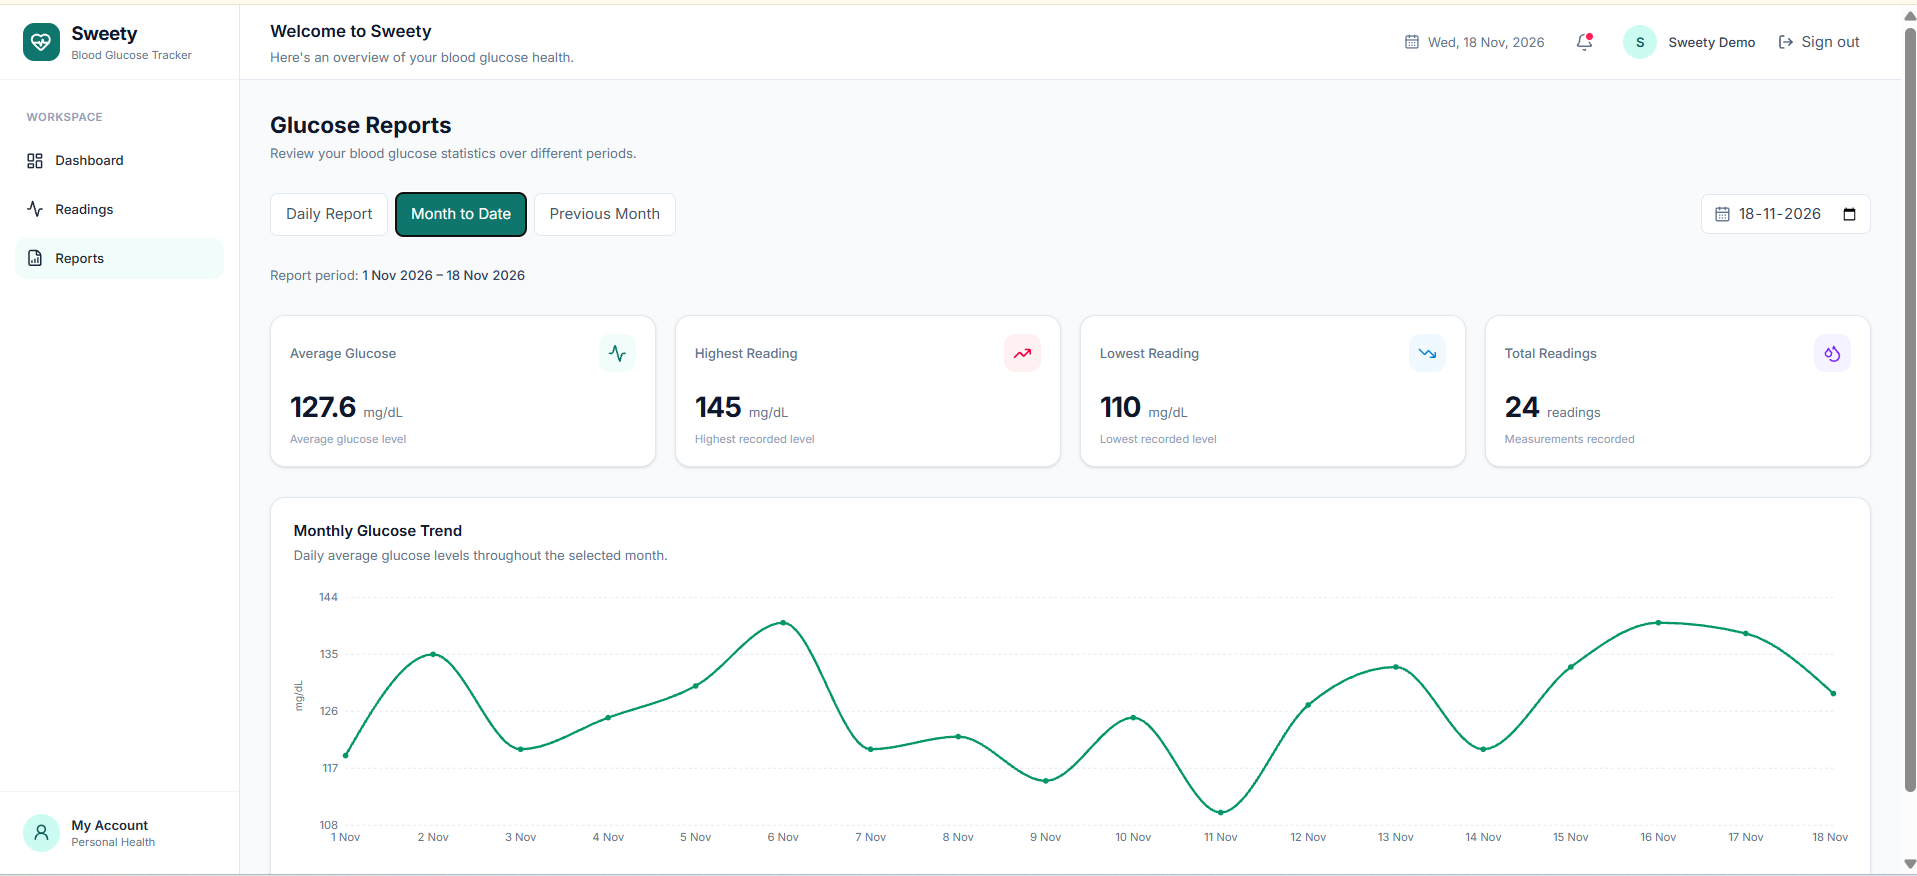 Sweety
Blood Glucose Tracker
Welcome to Sweety
Here's an overview of your blood glucose health.
Wed, 18 Nov, 2026
S
Sweety Demo
Sign out
WORKSPACE
Dashboard
Readings
Reports
Glucose Reports
Review your blood glucose statistics over different periods.
Daily Report
Month to Date
Previous Month
18-11-2026
Report period: 1 Nov 2026 – 18 Nov 2026
Average Glucose
127.6 mg/dL
Average glucose level
Highest Reading
145 mg/dL
Highest recorded level
Lowest Reading
110 mg/dL
Lowest recorded level
Total Readings
24 readings
Measurements recorded
Monthly Glucose Trend
Daily average glucose levels throughout the selected month.
144
135
126
117
108
mg/dL
1 Nov 2 Nov 3 Nov 4 Nov 5 Nov 6 Nov 7 Nov 8 Nov 9 Nov 10 Nov 11 Nov 12 Nov 13 Nov 14 Nov 15 Nov 16 Nov 17 Nov 18 Nov
My Account
Personal Health